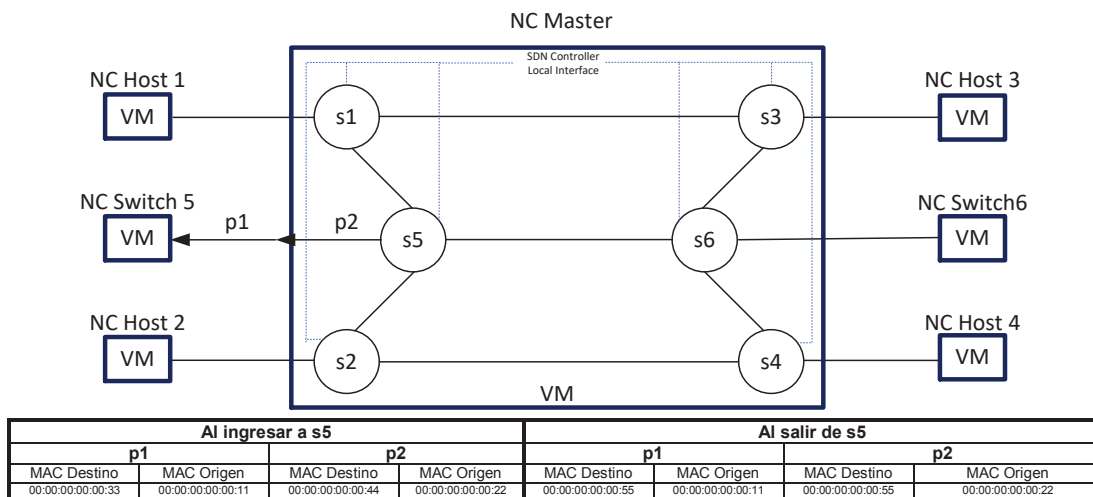 NC Master
SDN Controller
Local Interface
NC Host 1
VM
NC Host 3
VM
s1
s3
NC Switch 5
VM
p1
p2
s5
s6
NC Switch6
VM
NC Host 2
VM
s2
s4
NC Host 4
VM
VM
Al ingresar a s5 Al salir de s5
p1 p2 p1 p2
MAC Destino MAC Origen MAC Destino MAC Origen MAC Destino MAC Origen MAC Destino MAC Origen
00:00:00:00:00:33 00:00:00:00:00:11 00:00:00:00:00:44 00:00:00:00:00:22 00:00:00:00:00:55 00:00:00:00:00:11 00:00:00:00:00:55 00:00:00:00:00:22